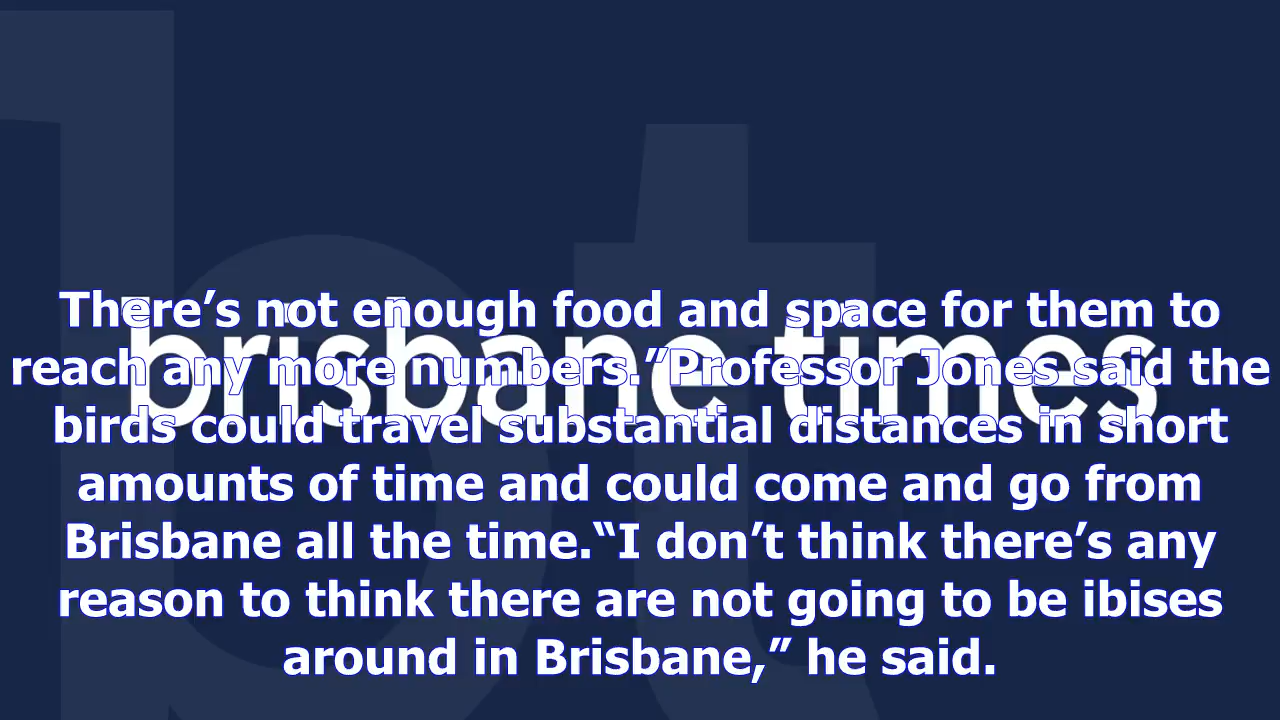 There’s not enough food and space for them to
brisbane times
reach any more numbers.”Professor Jones said the
birds could travel substantial distances in short
amounts of time and could come and go from
Brisbane all the time.“I don’t think there’s any
reason to think there are not going to be ibises
around in Brisbane,” he said.
bt